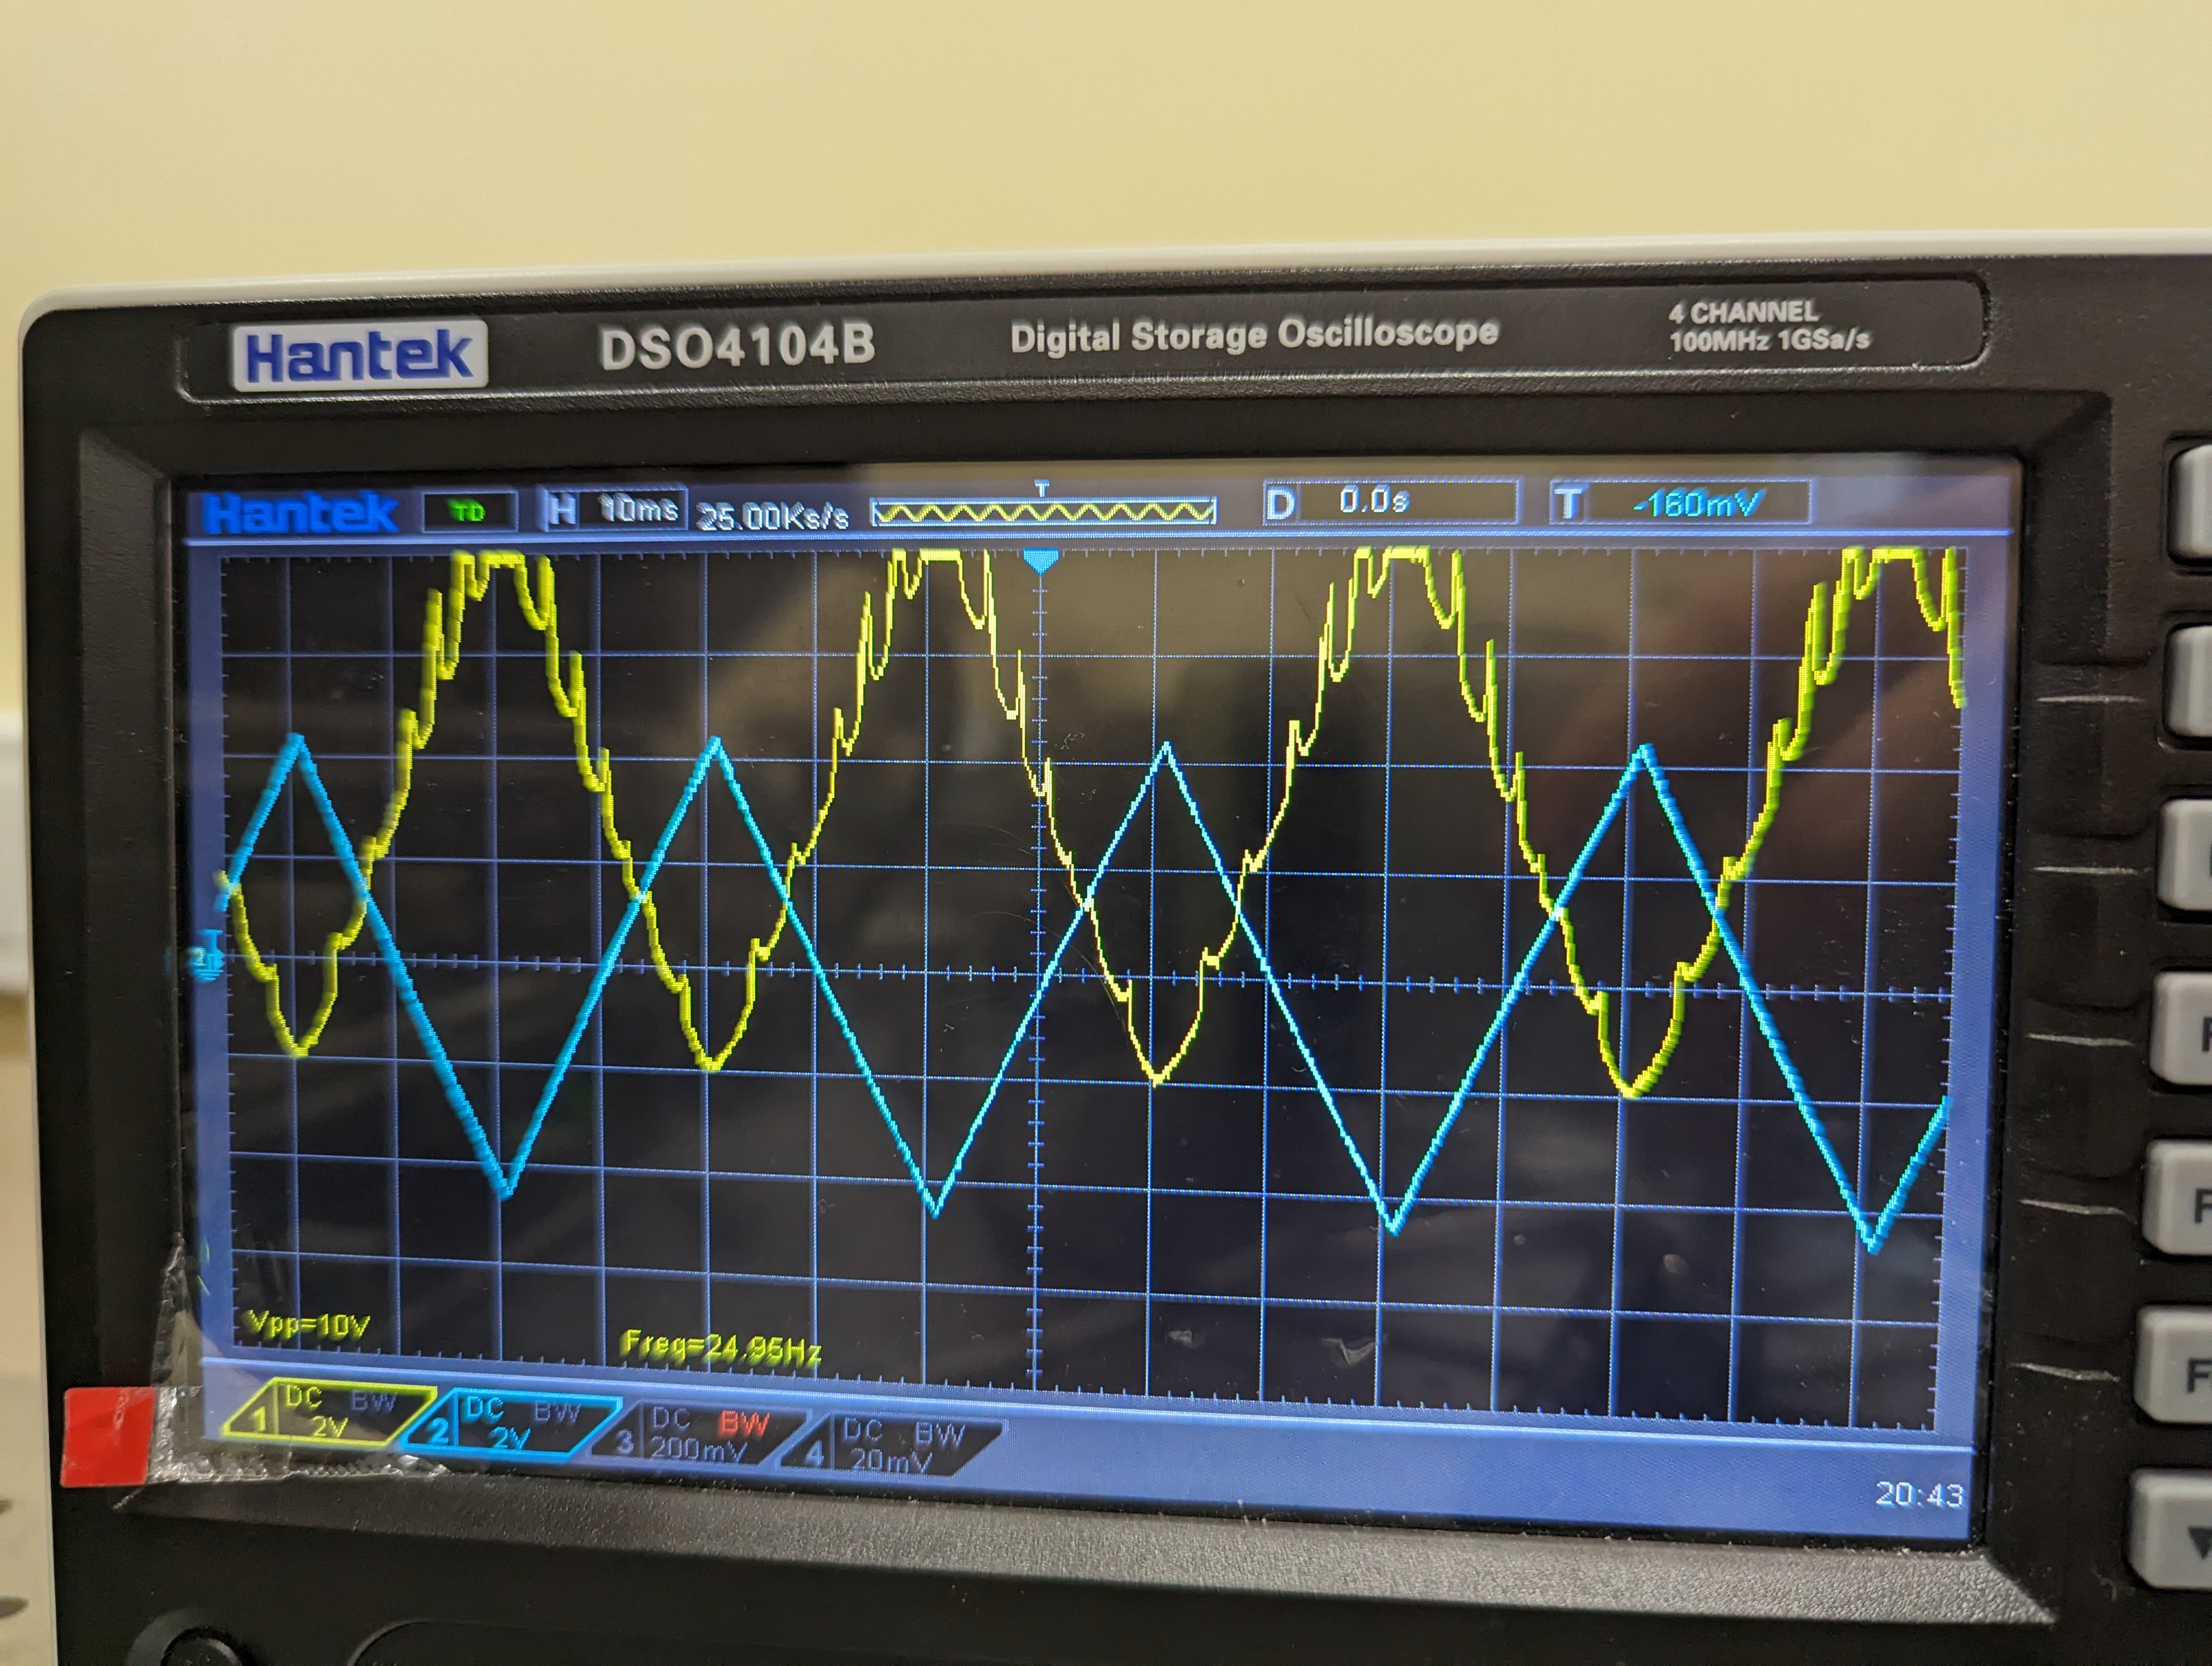 Hantek DSO4104B Digital Storage Oscilloscope 4 CHANNEL
100MHz 1GSa/s
Hantek TD H 10ms 25.00Ks/s T D 0.0s T -160mV
Vpp=10V Freq=24.95Hz
1 DC BW 2V 2 DC BW 2V 3 DC BW 200mV 4 DC BW 20mV
20:43